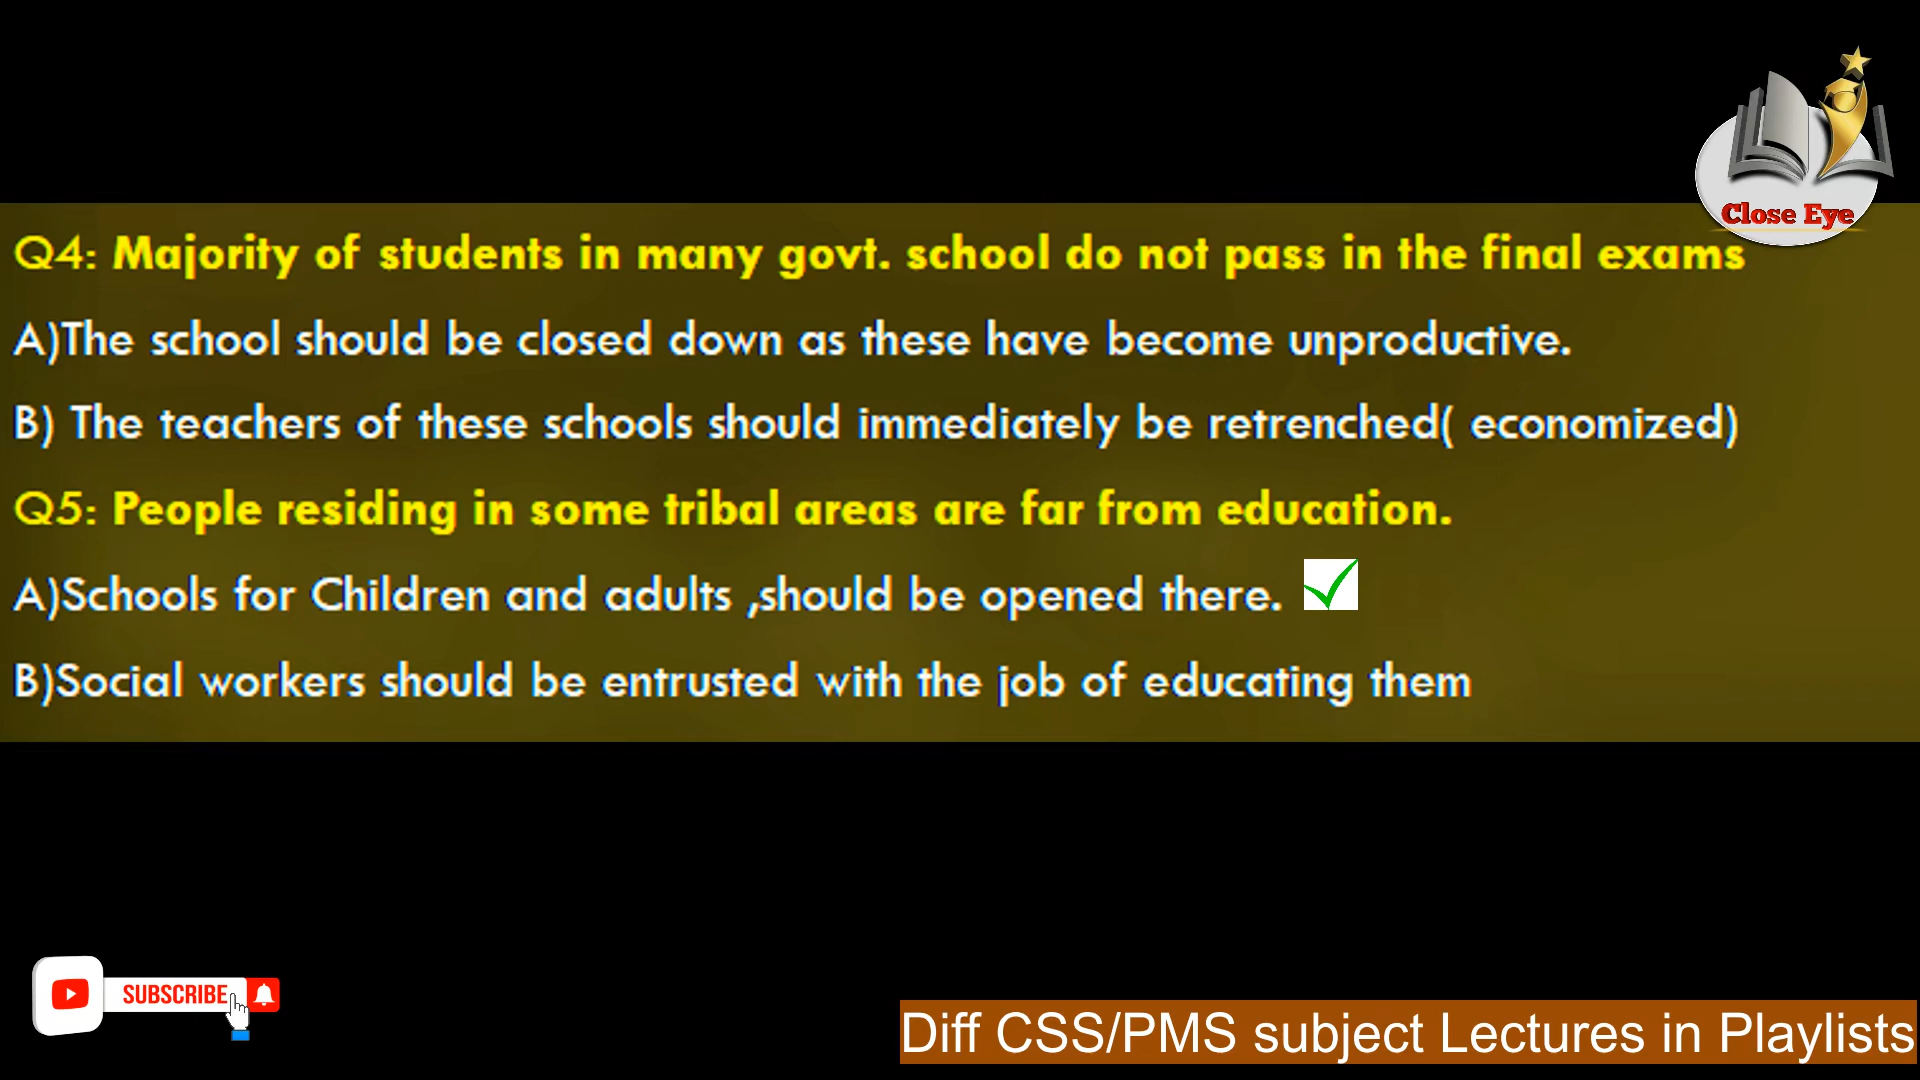 Close Eye
Q4: Majority of students in many govt. school do not pass in the final exams
A)The school should be closed down as these have become unproductive.
B) The teachers of these schools should immediately be retrenched( economized)
Q5: People residing in some tribal areas are far from education.
A)Schools for Children and adults ,should be opened there.
B)Social workers should be entrusted with the job of educating them
SUBSCRIBE
Diff CSS/PMS subject Lectures in Playlists